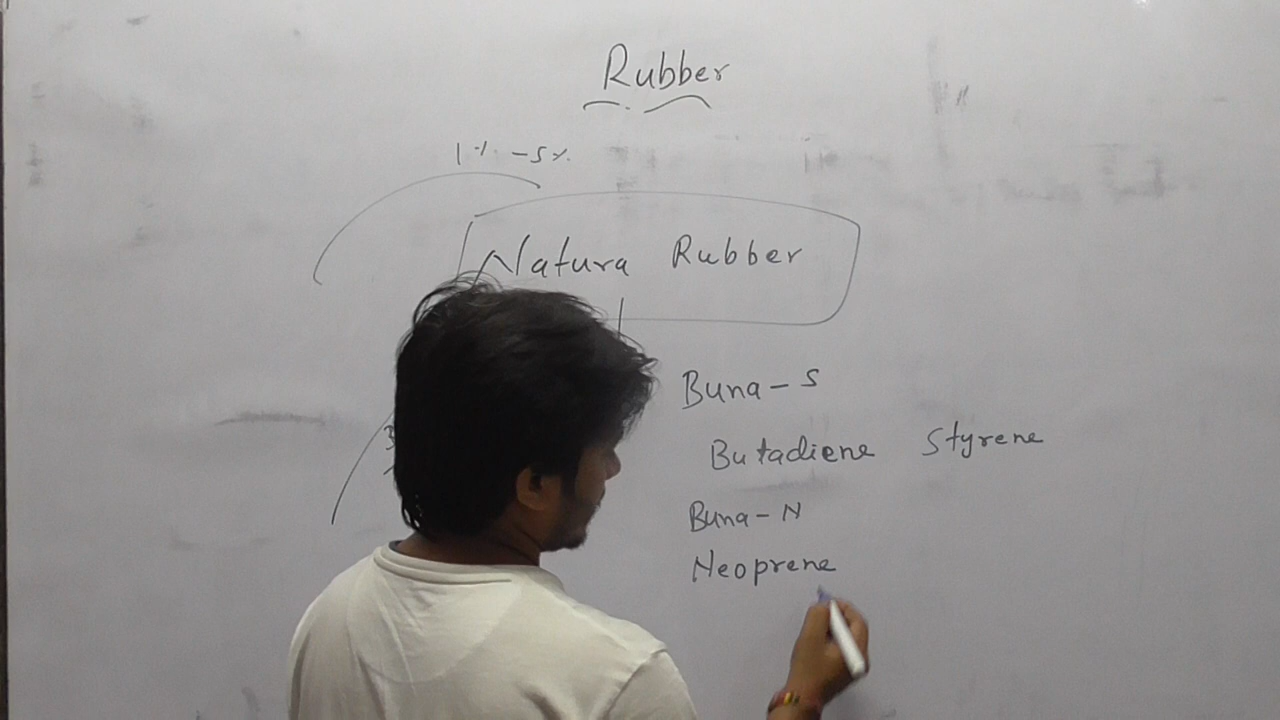 Rubber
1% - 5%
Natura Rubber
Buna - S
Butadiene Styrene
Buna - N
Neoprene